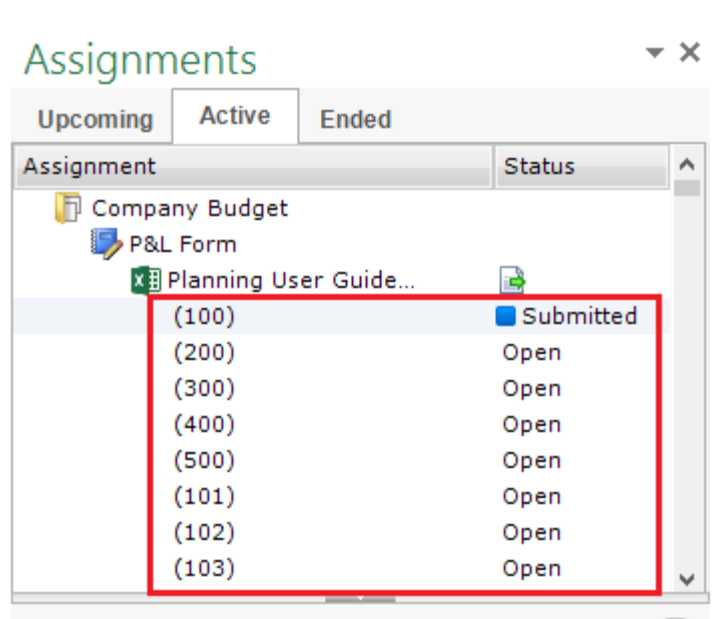 Assignments
Upcoming Active Ended
Assignment Status
Company Budget
P&L Form
Planning User Guide...
(100) Submitted
(200) Open
(300) Open
(400) Open
(500) Open
(101) Open
(102) Open
(103) Open